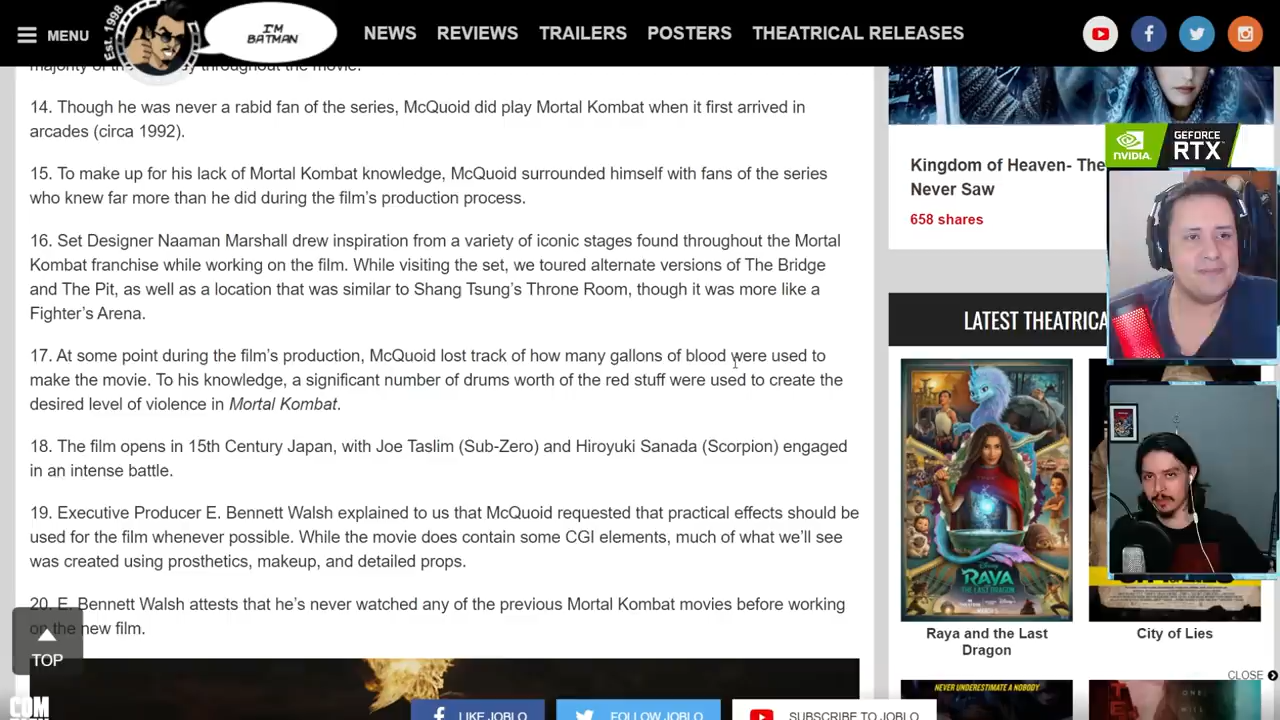 MENU
Est. 1998
I'M
BATMAN
NEWS
REVIEWS
TRAILERS
POSTERS
THEATRICAL RELEASES
14. Though he was never a rabid fan of the series, McQuoid did play Mortal Kombat when it first arrived in
arcades (circa 1992).
15. To make up for his lack of Mortal Kombat knowledge, McQuoid surrounded himself with fans of the series
who knew far more than he did during the film's production process.
16. Set Designer Naaman Marshall drew inspiration from a variety of iconic stages found throughout the Mortal
Kombat franchise while working on the film. While visiting the set, we toured alternate versions of The Bridge
and The Pit, as well as a location that was similar to Shang Tsung's Throne Room, though it was more like a
Fighter's Arena.
17. At some point during the film's production, McQuoid lost track of how many gallons of blood were used to
make the movie. To his knowledge, a significant number of drums worth of the red stuff were used to create the
desired level of violence in Mortal Kombat.
18. The film opens in 15th Century Japan, with Joe Taslim (Sub-Zero) and Hiroyuki Sanada (Scorpion) engaged
in an intense battle.
19. Executive Producer E. Bennett Walsh explained to us that McQuoid requested that practical effects should be
used for the film whenever possible. While the movie does contain some CGI elements, much of what we'll see
was created using prosthetics, makeup, and detailed props.
20. E. Bennett Walsh attests that he's never watched any of the previous Mortal Kombat movies before working
on the new film.
TOP
COM
LIKE JOBLO
FOLLOW JOBLO
SUBSCRIBE TO JOBLO
NVIDIA.
GEFORCE
RTX
Kingdom of Heaven- The
Never Saw
658 shares
LATEST THEATRICA
Disney
RAYA
AND THE LAST DRAGON
Raya and the Last
Dragon
City of Lies
CLOSE
NEVER UNDERESTIMATE A NOBODY